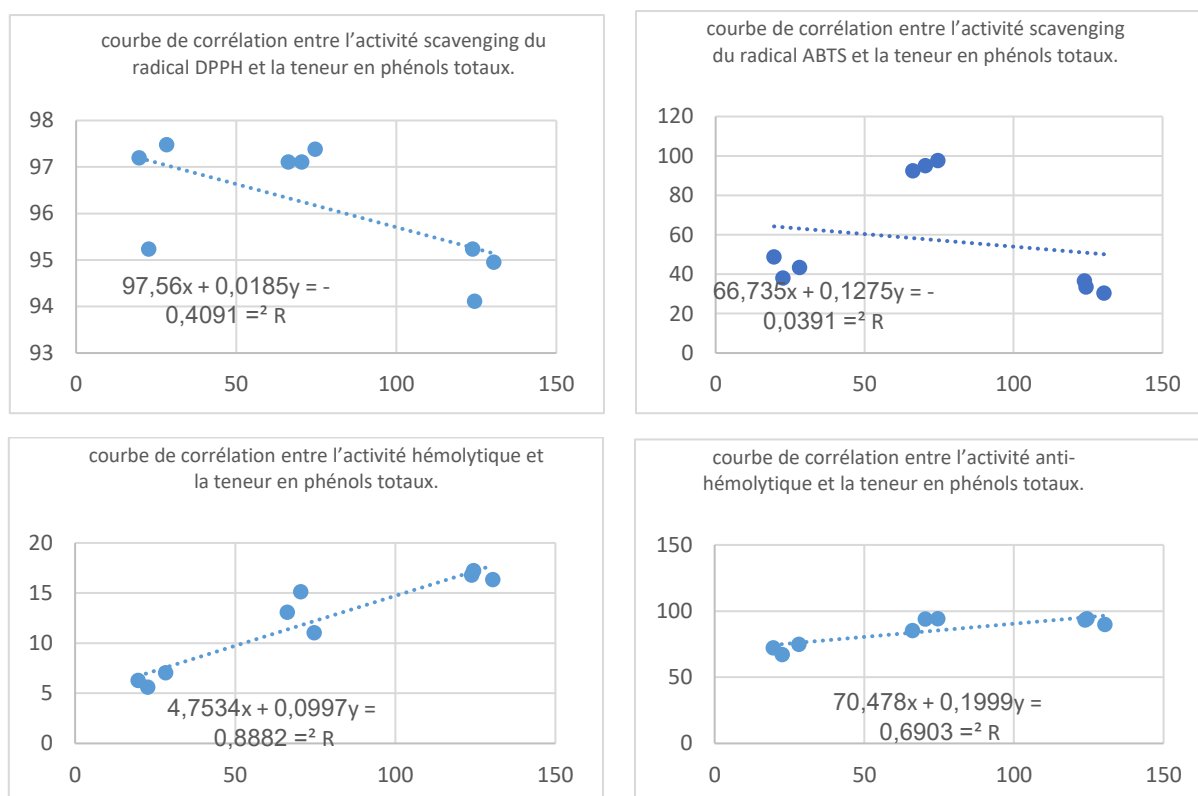 courbe de corrélation entre l’activité scavenging du
radical DPPH et la teneur en phénols totaux.
98
97
96
95
94
93
97,56x + 0,0185y = -
0,4091 =² R
0
50
100
150
courbe de corrélation entre l’activité scavenging
du radical ABTS et la teneur en phénols totaux.
120
100
80
60
40
20
0
66,735x + 0,1275y = -
0,0391 =² R
0
50
100
150
courbe de corrélation entre l’activité hémolytique et
la teneur en phénols totaux.
20
15
10
5
0
4,7534x + 0,0997y =
0,8882 =² R
0
50
100
150
courbe de corrélation entre l’activité anti-
hémolytique et la teneur en phénols totaux.
150
100
50
0
70,478x + 0,1999y =
0,6903 =² R
0
50
100
150